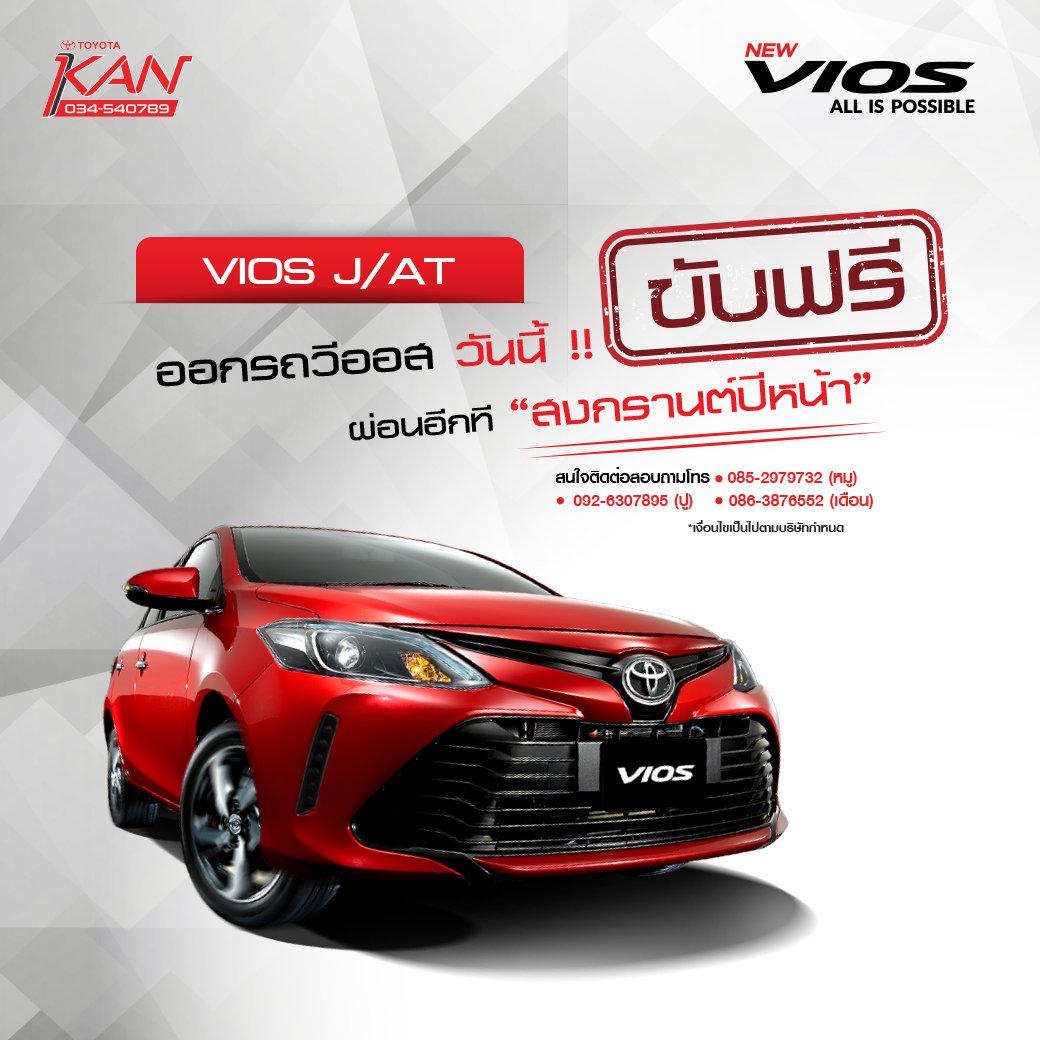 TOYOTA
KAN
034-540789
NEW
VIOS
ALL IS POSSIBLE
VIOS J/AT
ขับฟรี
ออกรถวีออส วันนี้ !!
ผ่อนอีกที “สงกรานต์ปีหน้า”
สนใจติดต่อสอบถามโทร • 085-2979732 (หมู)
• 092-6307895 (ปู) • 086-3876552 (เดือน)
*เงื่อนไขเป็นไปตามบริษัทกำหนด
VIOS